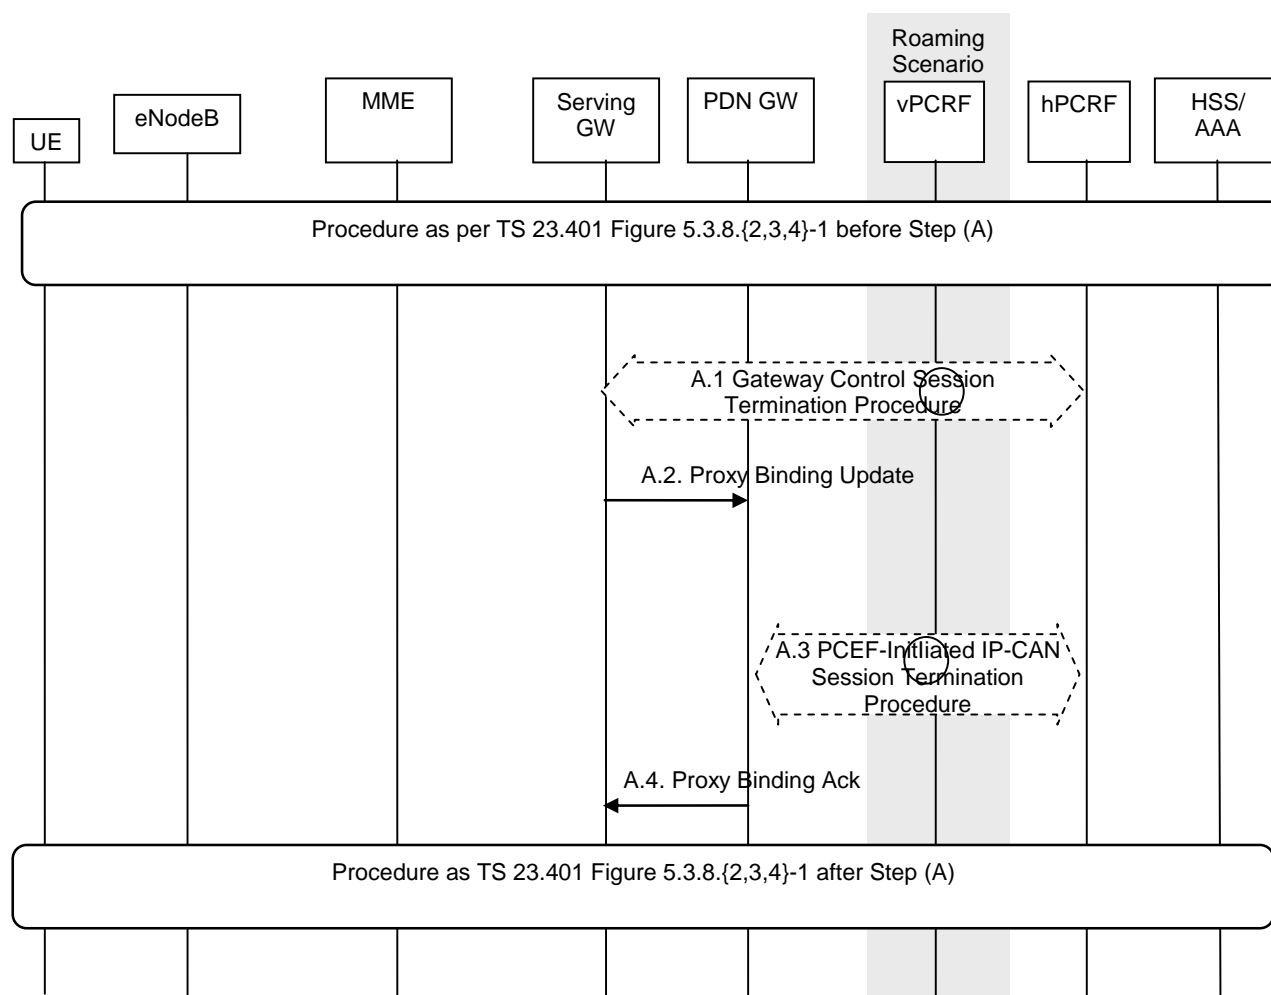 Roaming
Scenario
UE
eNodeB
MME
Serving
GW
PDN GW
vPCRF
hPCRF
HSS/
AAA
Procedure as per TS 23.401 Figure 5.3.8.{2,3,4}-1 before Step (A)
A.1 Gateway Control Session
Termination Procedure
A.2. Proxy Binding Update
A.3 PCEF-Initliated IP-CAN
Session Termination
Procedure
A.4. Proxy Binding Ack
Procedure as TS 23.401 Figure 5.3.8.{2,3,4}-1 after Step (A)